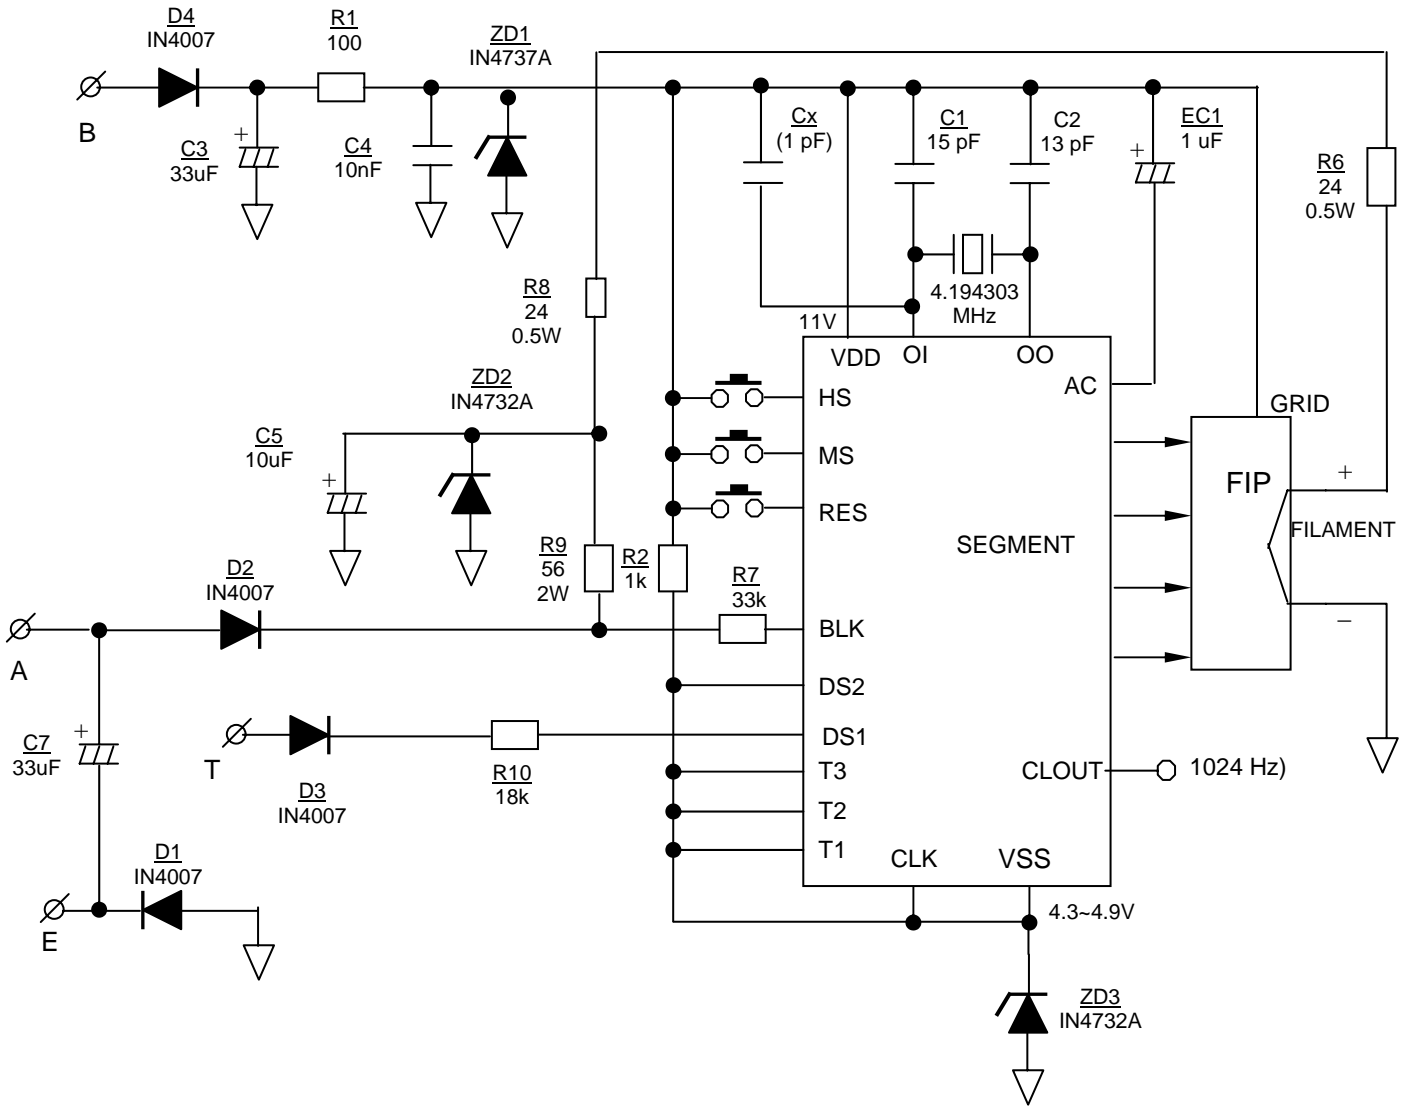 D4
IN4007
R1
100
ZD1
IN4737A
B
+
C3
33uF
C4
10nF
Cx
(1 pF)
C1
15 pF
C2
13 pF
EC1
1 uF
+
R6
24
0.5W
R8
24
0.5W
4.194303
MHz
11V
VDD
OI
OO
AC
HS
MS
RES
ZD2
IN4732A
C5
10uF
+
GRID
FIP
+
FILAMENT
−
SEGMENT
R9
56
2W
R2
1k
R7
33k
D2
IN4007
A
BLK
DS2
DS1
T3
T2
T1
+
C7
33uF
T
D3
IN4007
R10
18k
CLOUT
1024 Hz)
D1
IN4007
E
CLK
VSS
4.3~4.9V
ZD3
IN4732A